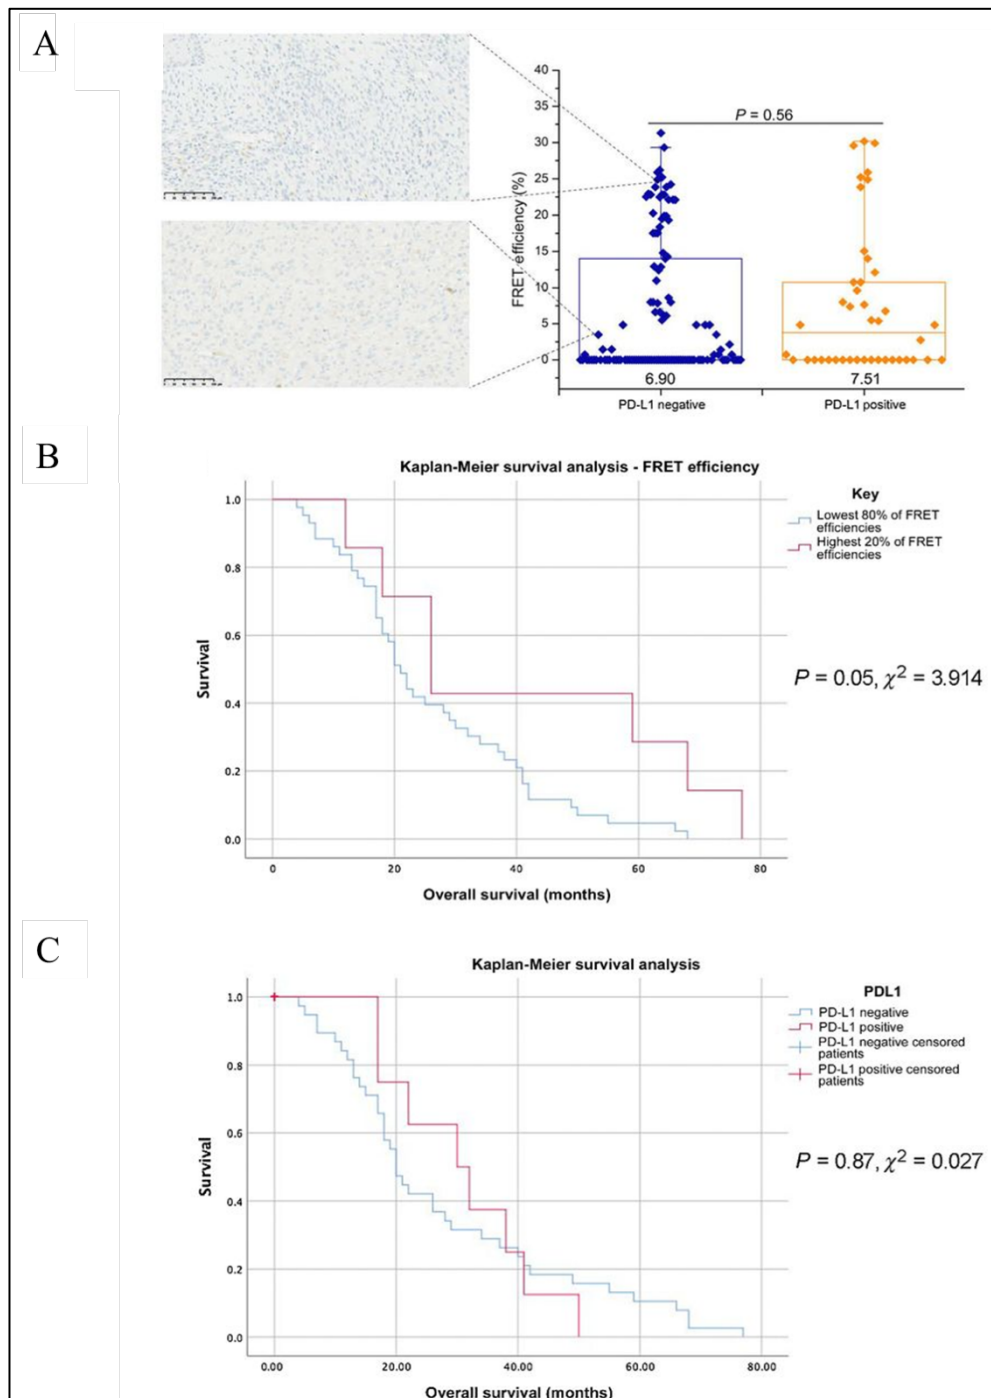 A
40
35
30
25
20
15
10
5
0
FRET efficiency (%)
P = 0.56
6.90
7.51
PD-L1 negative
PD-L1 positive
B
Kaplan-Meier survival analysis - FRET efficiency
1.0
0.8
0.6
0.4
0.2
0.0
Survival
0
20
40
60
80
Overall survival (months)
Key
Lowest 80% of FRET
efficiencies
Highest 20% of FRET
efficiencies
P = 0.05, χ² = 3.914
C
Kaplan-Meier survival analysis
1.0
0.8
0.6
0.4
0.2
0.0
Survival
0.00
20.00
40.00
60.00
80.00
Overall survival (months)
PDL1
PD-L1 negative
PD-L1 positive
PD-L1 negative censored
patients
PD-L1 positive censored
patients
P = 0.87, χ² = 0.027